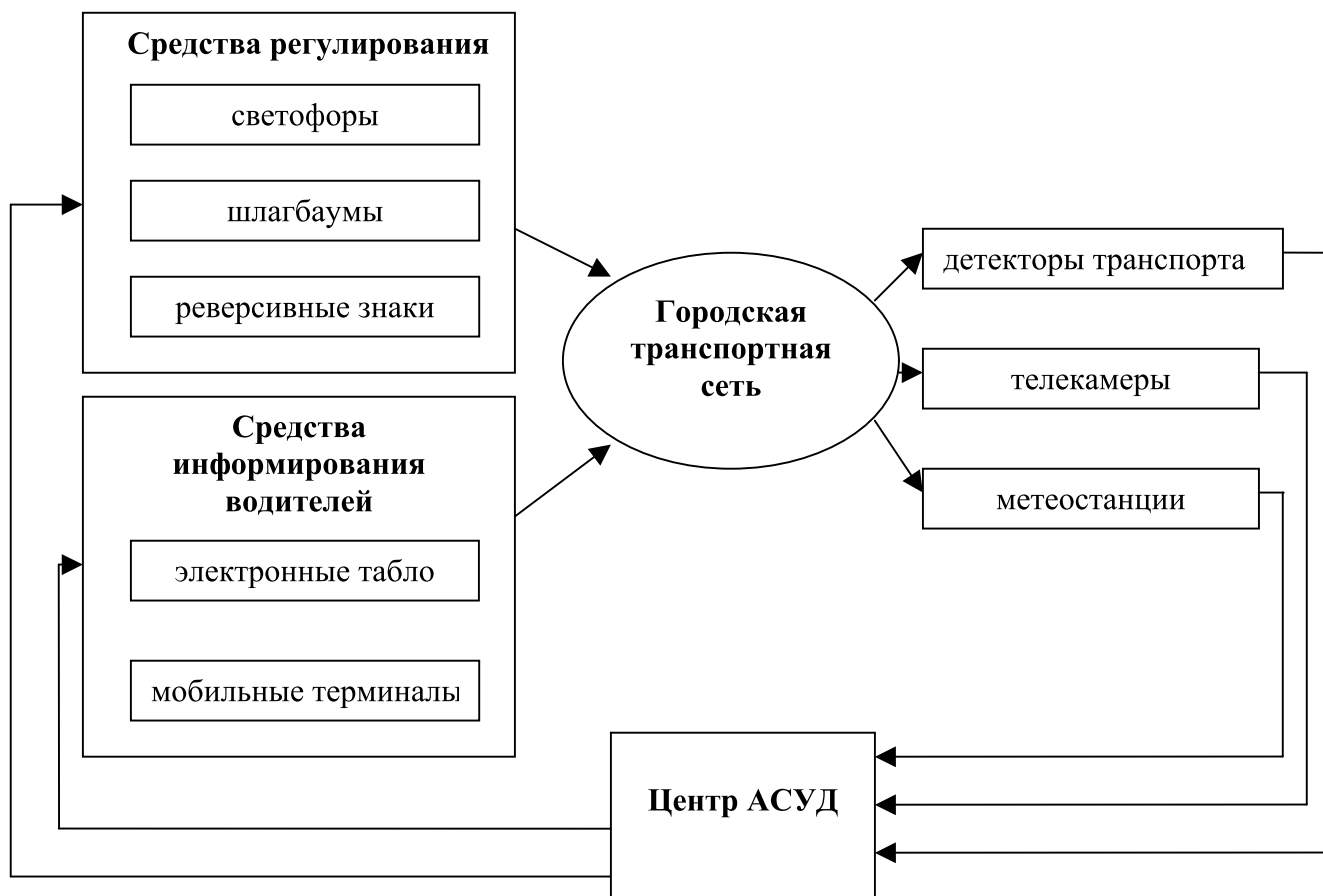 Средства регулирования
светофоры
шлагбаумы
реверсивные знаки
Средства
информирования
водителей
электронные табло
мобильные терминалы
Городская
транспортная
сеть
детекторы транспорта
телекамеры
метеостанции
Центр АСУД